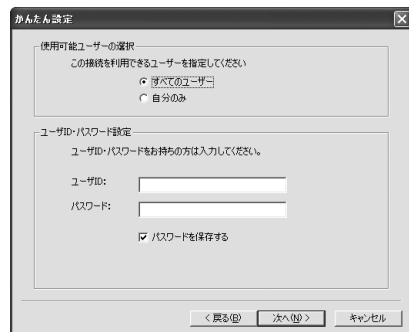 かんたん設定
使用可能ユーザーの選択
この接続を利用できるユーザーを指定してください
すべてのユーザー
自分のみ
ユーザID・パスワード設定
ユーザID・パスワードをお持ちの方は入力してください。
ユーザID:
パスワード:
パスワードを保存する
< 戻る(B)
次へ(N) >
キャンセル